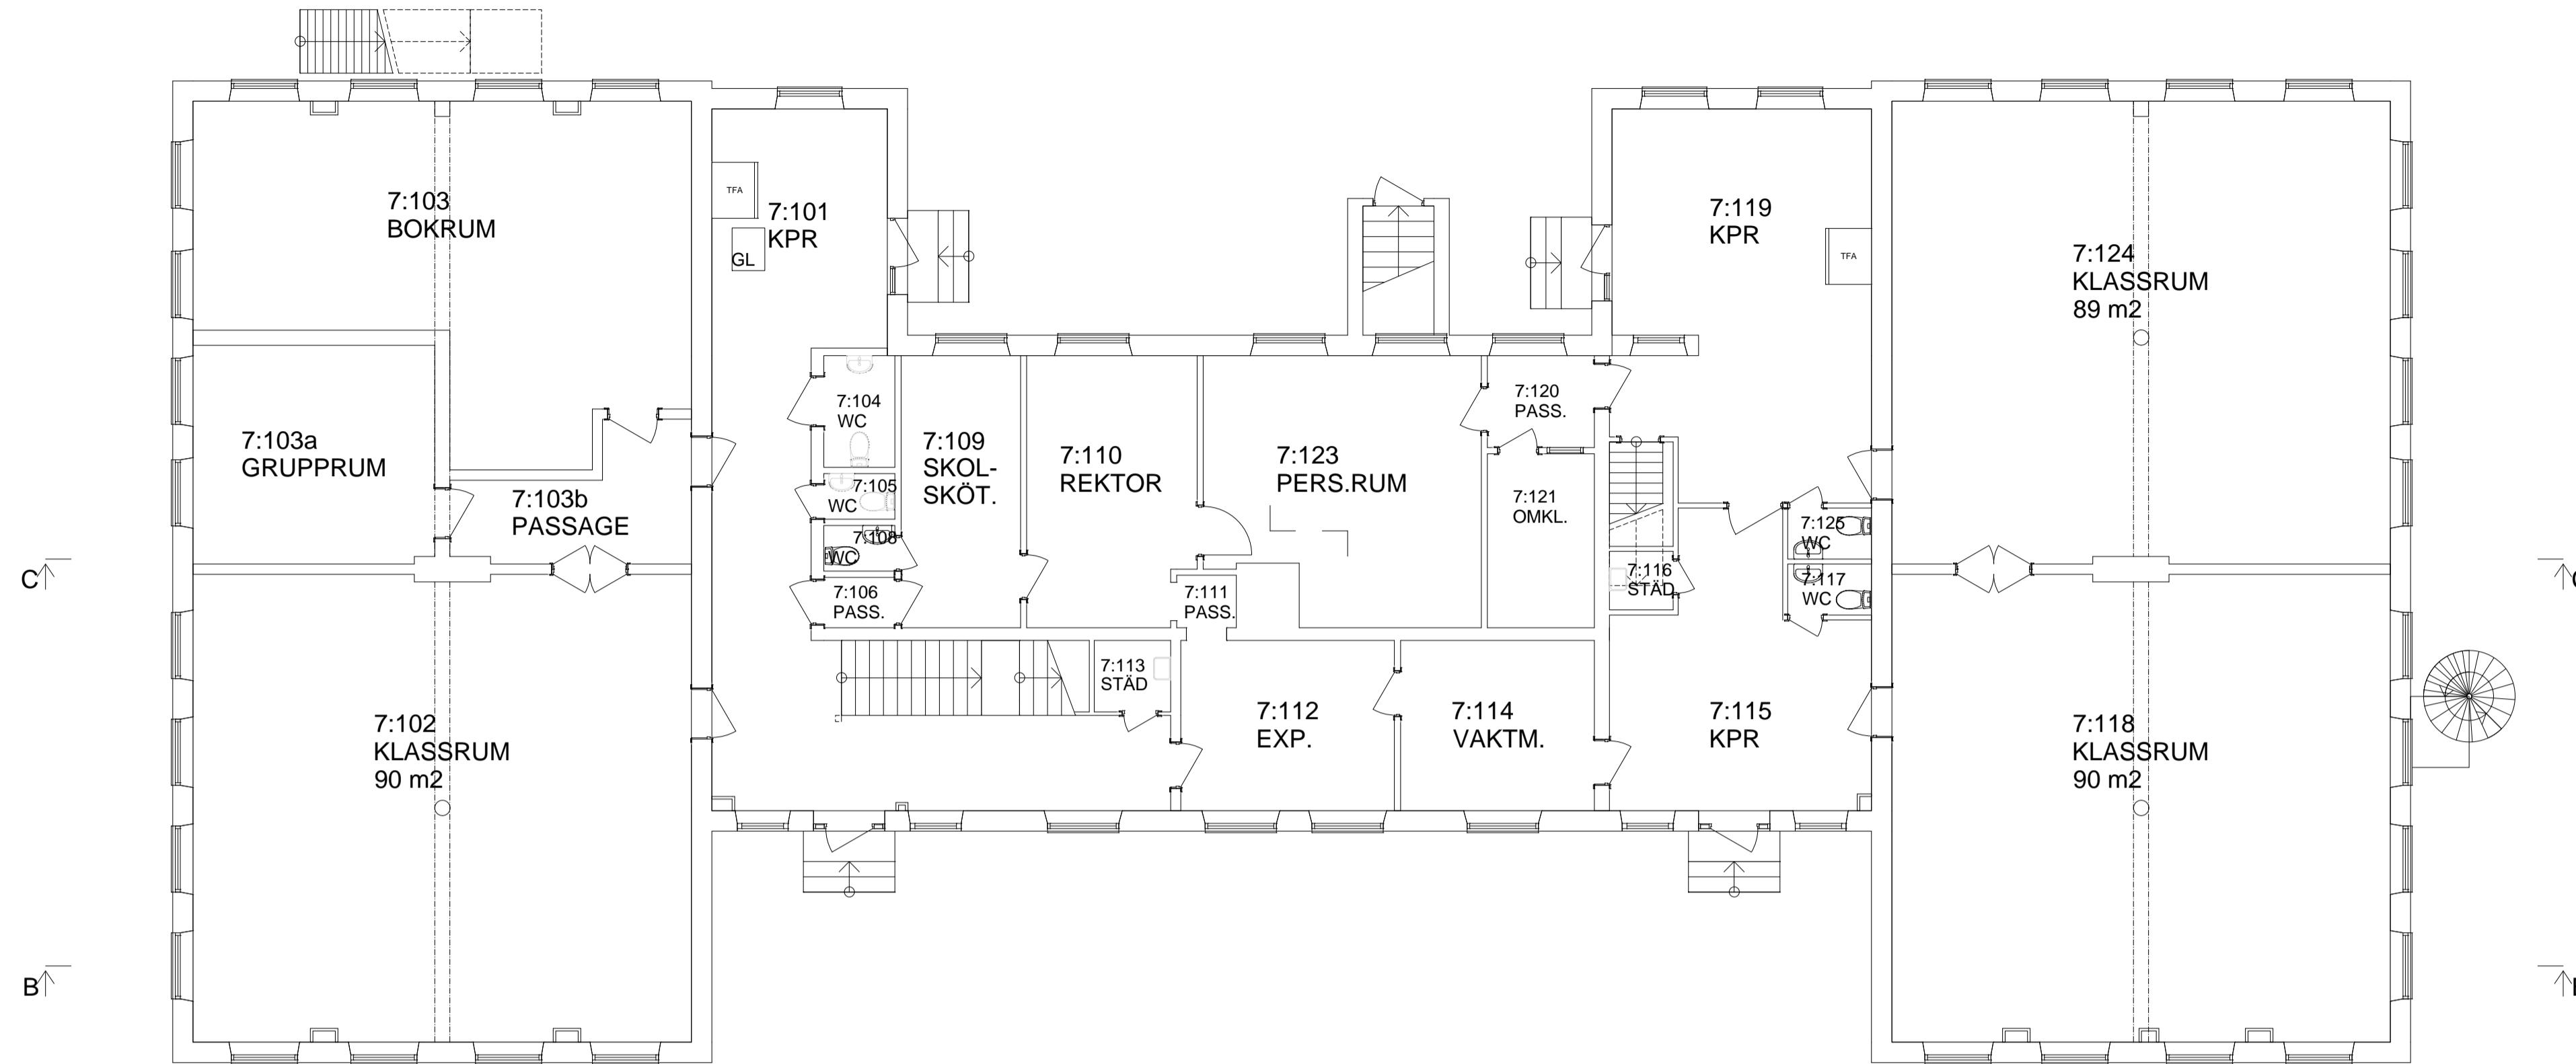 7:103
BOKRUM
TFA
7:101
KPR
GL
7:119
KPR
TFA
7:124
KLASSRUM
89 m2
7:103a
GRUPPRUM
7:103b
PASSAGE
7:104
WC
7:105
WC
7:108
WC
7:106
PASS.
7:109
SKOL-
SKÖT.
7:110
REKTOR
7:111
PASS.
7:123
PERS.RUM
7:120
PASS.
7:121
OMKL.
7:116
STÄD
7:125
WC
7:117
WC
C
7:102
KLASSRUM
90 m2
7:113
STÄD
7:112
EXP.
7:114
VAKTM.
7:115
KPR
7:118
KLASSRUM
90 m2
B